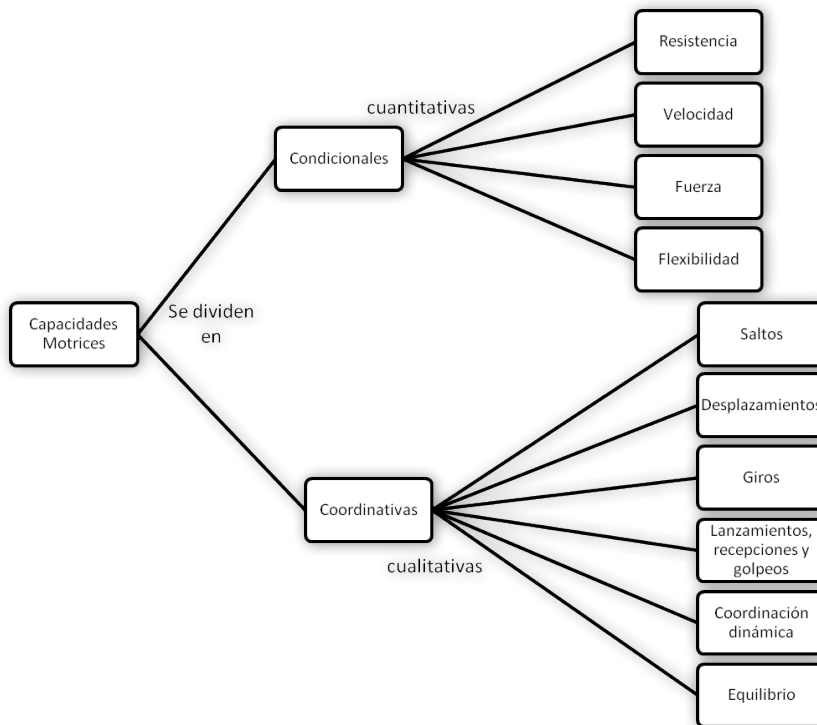 Capacidades
Motrices
Se dividen
en
Condicionales
cuantitativas
Resistencia
Velocidad
Fuerza
Flexibilidad
Coordinativas
cualitativas
Saltos
Desplazamientos
Giros
Lanzamientos,
recepciones y
golpeos
Coordinación
dinámica
Equilibrio